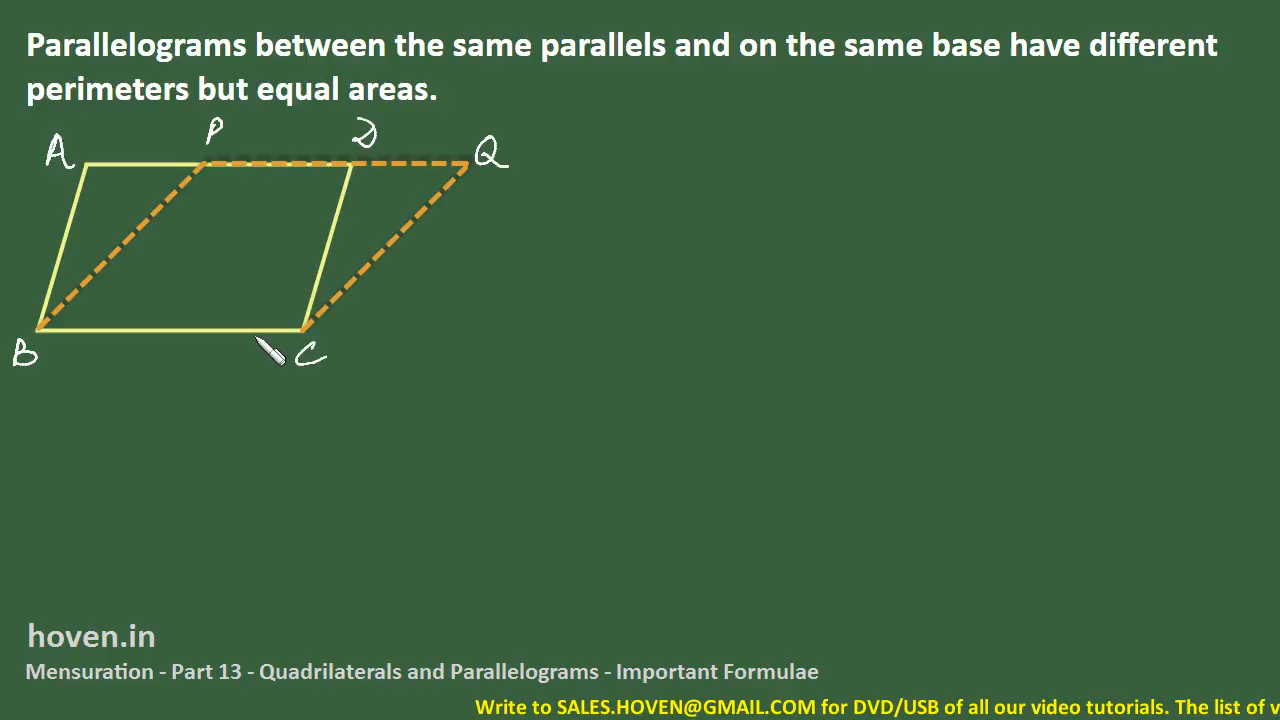 Parallelograms between the same parallels and on the same base have different
perimeters but equal areas.
A P D Q
B C
hoven.in
Mensuration - Part 13 - Quadrilaterals and Parallelograms - Important Formulae
Write to SALES.HOVEN@GMAIL.COM for DVD/USB of all our video tutorials. The list of v